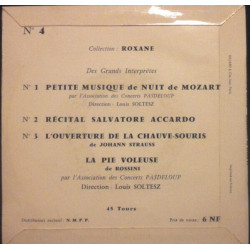 N° 4
Collection : ROXANE
Des Grands Interprètes
N° 1 PETITE MUSIQUE de NUIT de MOZART
par l'Association des Concerts PASDELOUP
Direction : Louis SOLTESZ
N° 2 RÉCITAL SALVATORE ACCARDO
N° 3 L'OUVERTURE DE LA CHAUVE-SOURIS
de JOHANN STRAUSS
LA PIE VOLEUSE
de ROSSINI
par l'Association des Concerts PASDELOUP
Direction : Louis SOLTESZ
45 Tours
6 NF